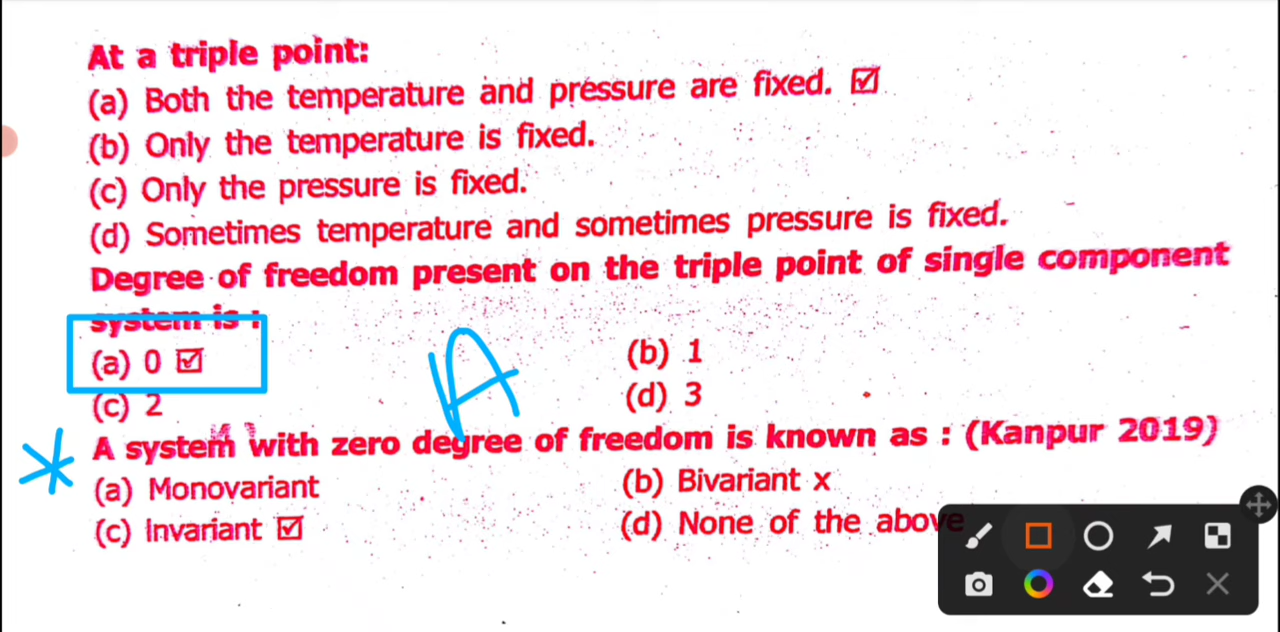 At a triple point:
(a) Both the temperature and pressure are fixed. ☑
(b) Only the temperature is fixed.
(c) Only the pressure is fixed.
(d) Sometimes temperature and sometimes pressure is fixed.
Degree of freedom present on the triple point of single component
system is :
(a) 0 ☑ (b) 1
(c) 2 (d) 3
A
* A system with zero degree of freedom is known as : (Kanpur 2019)
(a) Monovariant (b) Bivariant x
(c) Invariant ☑ (d) None of the above